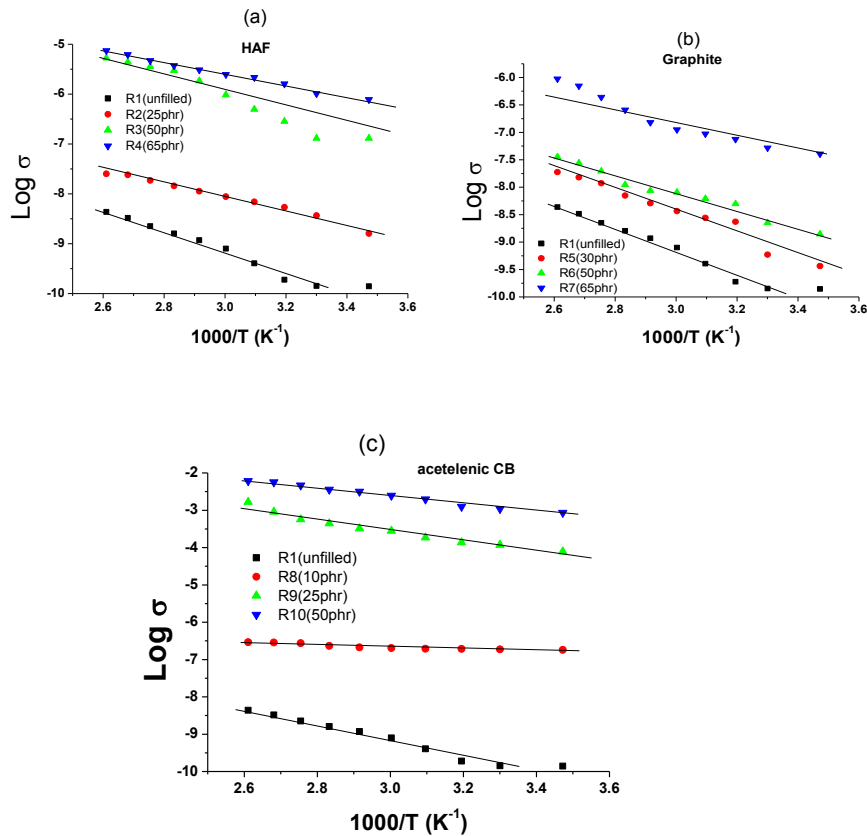 (a)
HAF
-5
-6
-7
-8
-9
-10
Log σ
R1(unfilled)
R2(25phr)
R3(50phr)
R4(65phr)
2.6 2.8 3.0 3.2 3.4 3.6
1000/T (K-1)
(b)
Graphite
-6.0
-6.5
-7.0
-7.5
-8.0
-8.5
-9.0
-9.5
-10.0
Log σ
R1(unfilled)
R5(30phr)
R6(50phr)
R7(65phr)
2.6 2.8 3.0 3.2 3.4 3.6
1000/T (K-1)
(c)
acetelenic CB
-2
-3
-4
-5
-6
-7
-8
-9
-10
Log σ
R1(unfilled)
R8(10phr)
R9(25phr)
R10(50phr)
2.6 2.8 3.0 3.2 3.4 3.6
1000/T (K-1)